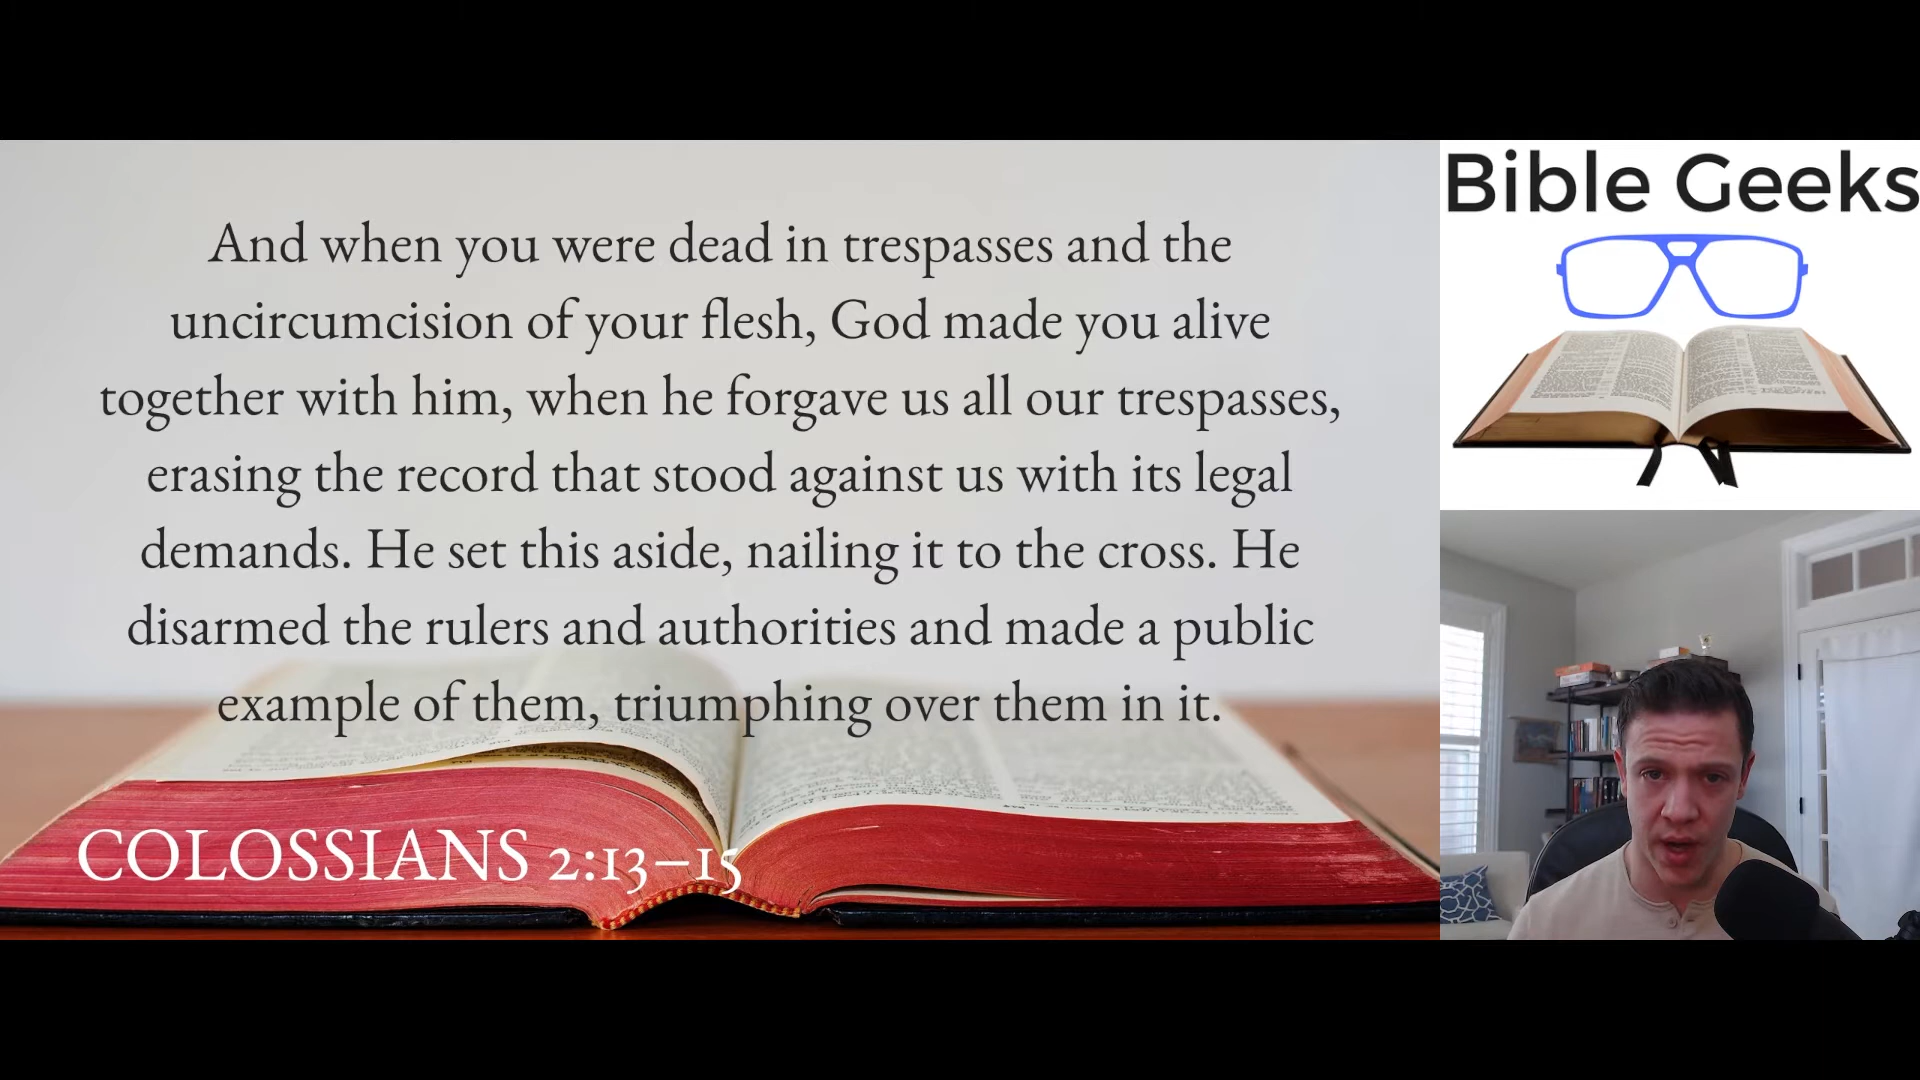 And when you were dead in trespasses and the
uncircumcision of your flesh, God made you alive
together with him, when he forgave us all our trespasses,
erasing the record that stood against us with its legal
demands. He set this aside, nailing it to the cross. He
disarmed the rulers and authorities and made a public
example of them, triumphing over them in it.
COLOSSIANS 2:13–15
Bible Geeks